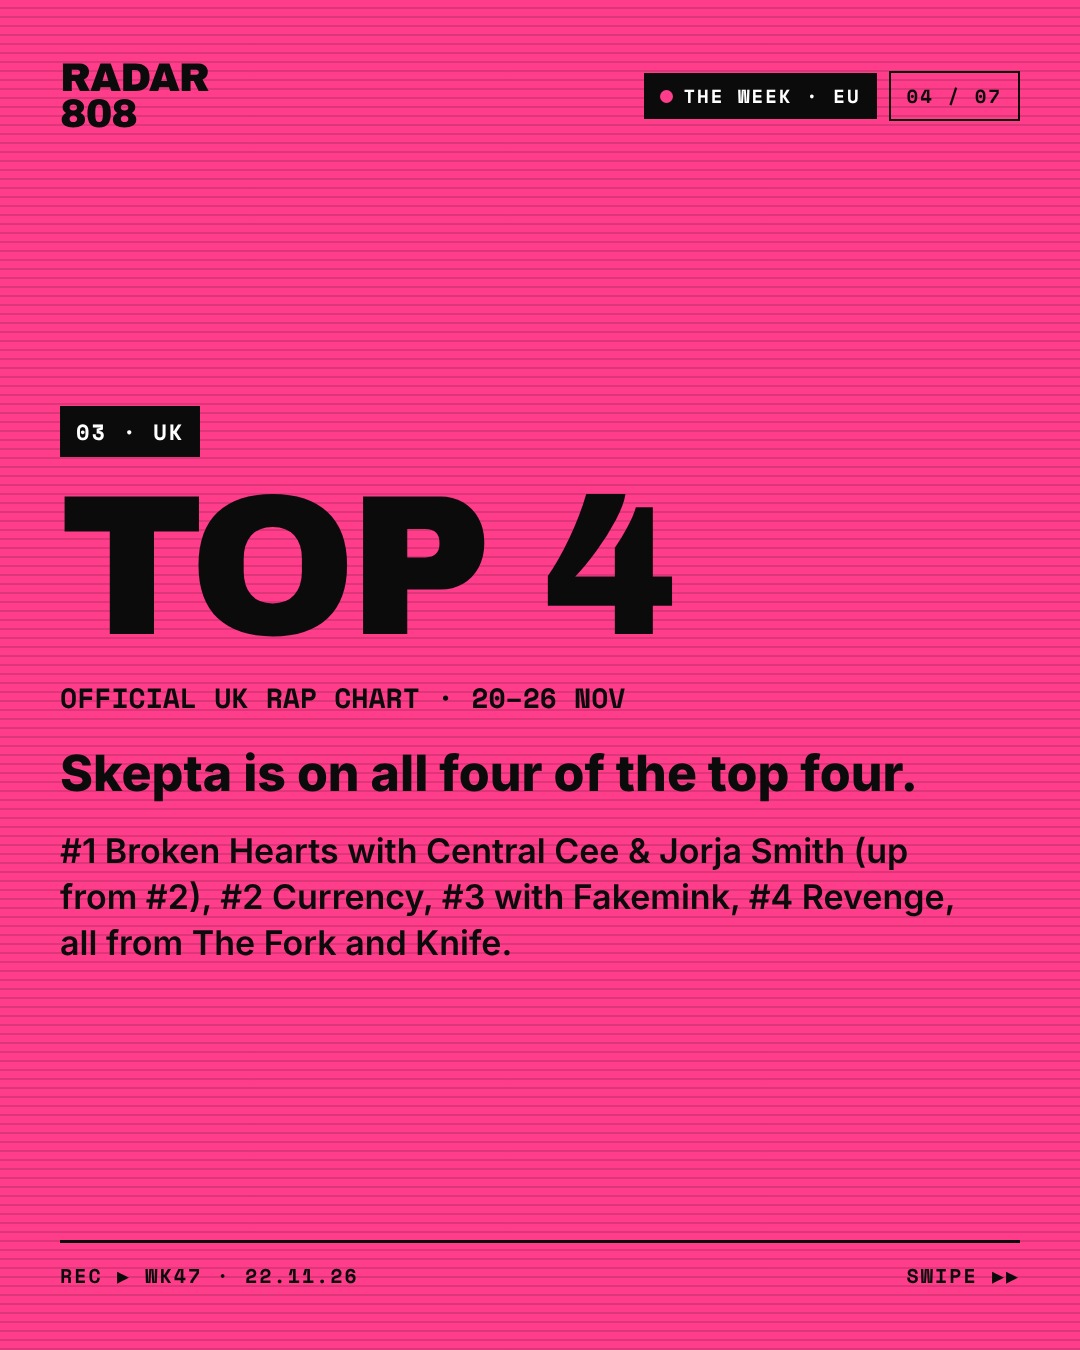 RADAR
808
THE WEEK · EU
04 / 07
03 · UK
TOP 4
OFFICIAL UK RAP CHART · 20–26 NOV
Skepta is on all four of the top four.
#1 Broken Hearts with Central Cee & Jorja Smith (up
from #2), #2 Currency, #3 with Fakemink, #4 Revenge,
all from The Fork and Knife.
REC ▶ WK47 · 22.11.26
SWIPE ▶▶